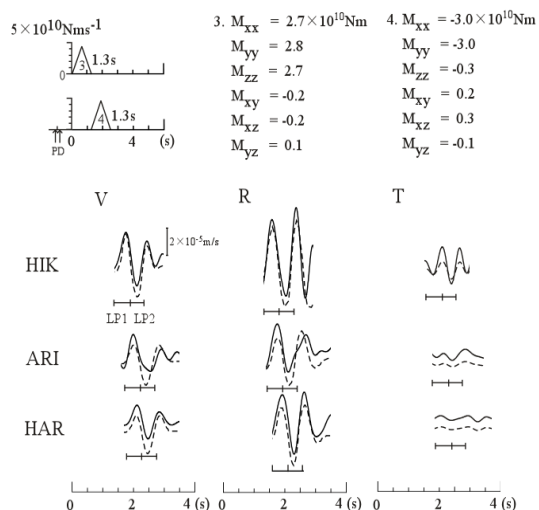 5×10¹⁰Nms⁻¹
0
3
1.3s
4
1.3s
PD
0 2 4 (s)
3. Mxx = 2.7×10¹⁰Nm
Myy = 2.8
Mzz = 2.7
Mxy = -0.2
Mxz = -0.2
Myz = 0.1
4. Mxx = -3.0×10¹⁰Nm
Myy = -3.0
Mzz = -0.3
Mxy = 0.2
Mxz = 0.3
Myz = -0.1
V R T
2×10⁻⁵m/s
HIK
LP1 LP2
ARI
HAR
0 2 4 (s) 0 2 4 (s) 0 2 4 (s)